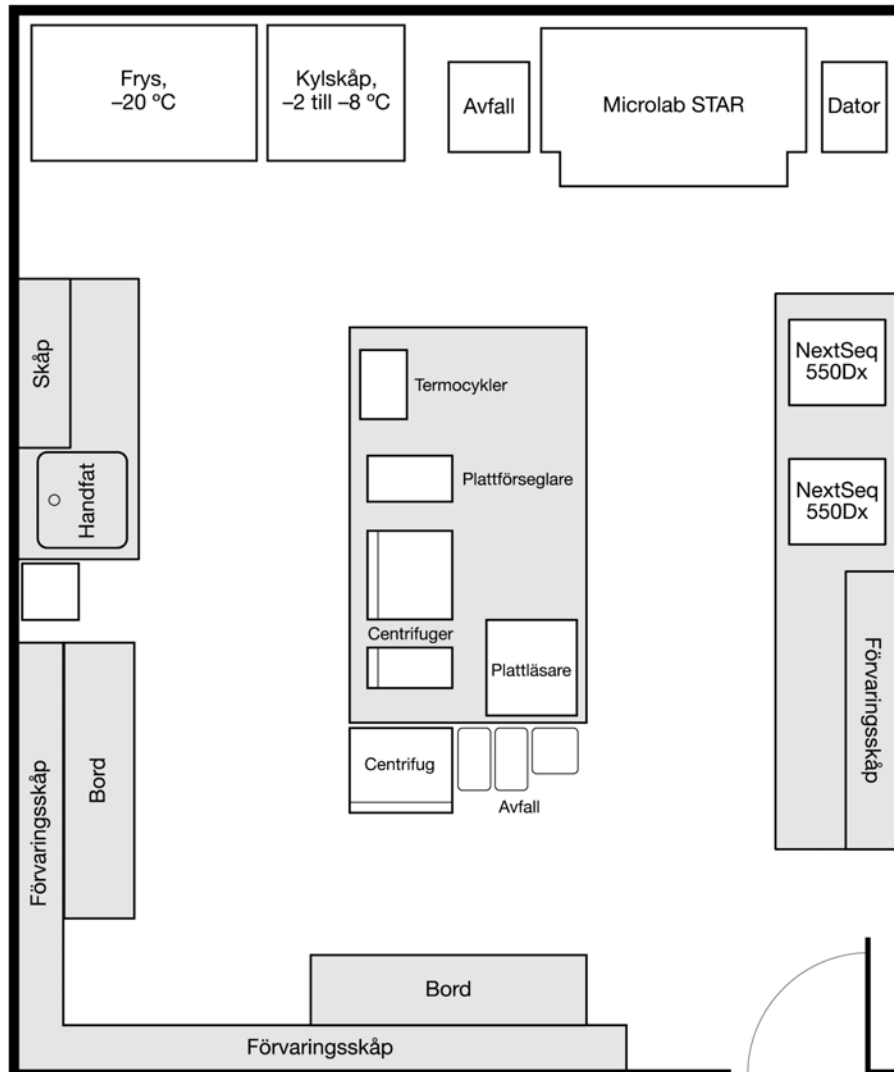 Frys,
–20 ºC
Kylskåp,
–2 till –8 ºC
Avfall
Microlab STAR
Dator
Skåp
Handfat
Termocykler
Plattförseglare
Centrifuger
Plattläsare
NextSeq
550Dx
NextSeq
550Dx
Förvaringsskåp
Centrifug
Avfall
Förvaringsskåp
Bord
Bord
Förvaringsskåp